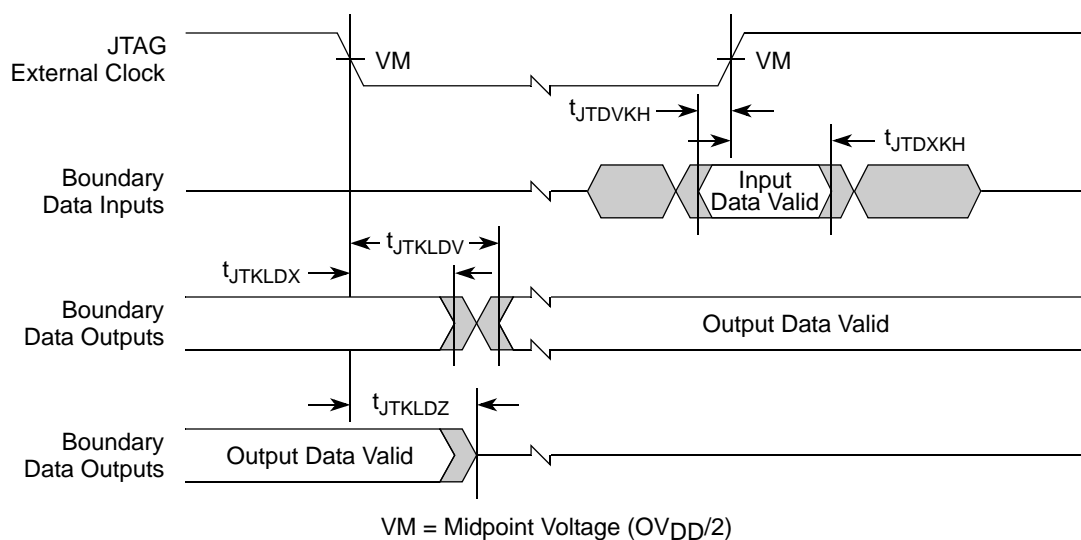 JTAG
External Clock
VM
VM
tJTDVKH
tJTDXKH
Boundary
Data Inputs
Input
Data Valid
tJTKLDV
tJTKLDX
Boundary
Data Outputs
Output Data Valid
tJTKLDZ
Boundary
Data Outputs
Output Data Valid
VM = Midpoint Voltage (OVDD/2)